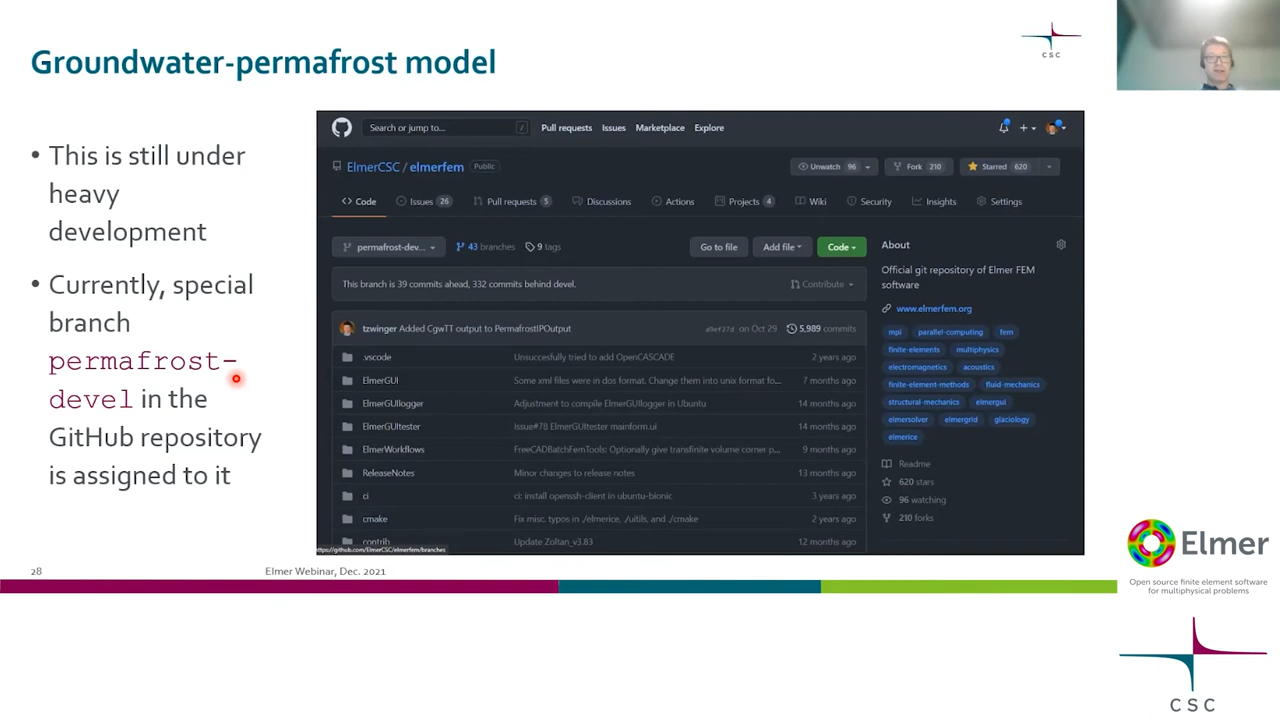 Groundwater-permafrost model
CSC
• This is still under
heavy
development
• Currently, special
branch
permafrost-
devel in the
GitHub repository
is assigned to it
Search or jump to... /
Pull requests Issues Marketplace Explore
ElmerCSC / elmerfem Public
Unwatch 96 Fork 210 Starred 620
Code Issues 26 Pull requests 5 Discussions Actions Projects 4 Wiki Security Insights Settings
permafrost-dev... 43 branches 9 tags Go to file Add file Code
This branch is 39 commits ahead, 332 commits behind devel. Contribute
tzwinger Added CgwTT output to PermafrostIPOutput on Oct 29 5,989 commits
.vscode Unsuccesfully tried to add OpenCASCADE 2 years ago
ElmerGUI Some xml files were in dos format. Change them into unix format fo... 7 months ago
ElmerGUIlogger Adjustment to compile ElmerGUIlogger in Ubuntu 14 months ago
ElmerGUItester Issue#78 ElmerGUItester mainform.ui 14 months ago
ElmerWorkflows FreeCADBatchFemTools: Optionally give transfinite volume corner p... 9 months ago
ReleaseNotes Minor changes to release notes 13 months ago
ci ci: install openssh-client in ubuntu-bionic 3 years ago
cmake Fix misc. typos in ./elmerice, ./uitils, and ./cmake 2 years ago
contrib Update Zoltan_v3.83 12 months ago
https://github.com/ElmerCSC/elmerfem/branches
About
Official git repository of Elmer FEM
software
www.elmerfem.org
mpi parallel-computing fem
finite-elements multiphysics
electromagnetics acoustics
finite-element-methods fluid-mechanics
structural-mechanics elmergui
elmersolver elmergrid glaciology
elmerice
Readme
620 stars
96 watching
210 forks
28
Elmer Webinar, Dec. 2021
Elmer
Open source finite element software
for multiphysical problems
CSC